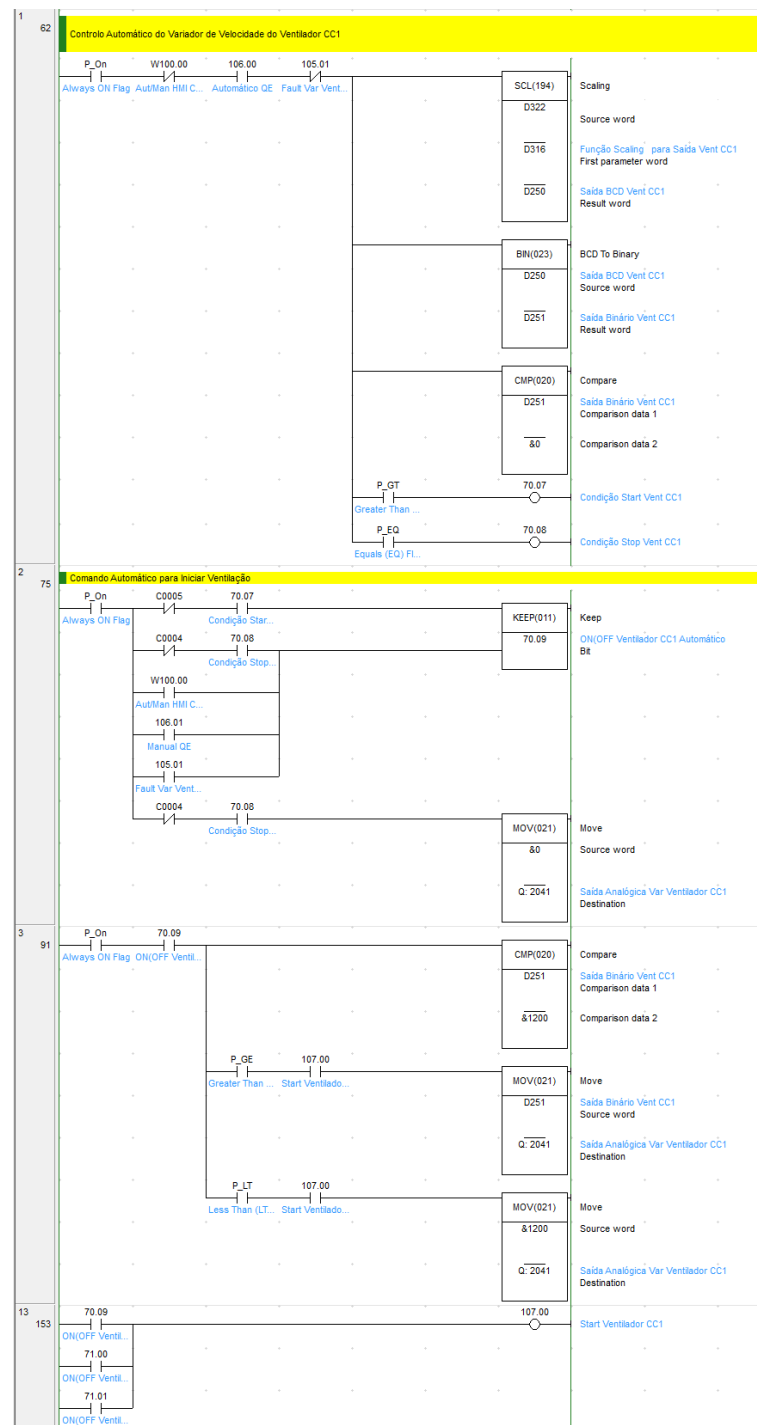 1
62
Controlo Automático do Variador de Velocidade do Ventilador CC1
P_On W100.00 106.00 105.01
Always ON Flag Aut/Man HMI C... Automático QE Fault Var Vent...
SCL(194) Scaling
D322
Source word
D316 Função Scaling para Saída Vent CC1
First parameter word
D250 Saída BCD Vent CC1
Result word
BIN(023) BCD To Binary
D250 Saída BCD Vent CC1
Source word
D251 Saída Binário Vent CC1
Result word
CMP(020) Compare
D251 Saída Binário Vent CC1
Comparison data 1
&0 Comparison data 2
P_GT 70.07
Greater Than ... Condição Start Vent CC1
P_EQ 70.08
Equals (EQ) Fl... Condição Stop Vent CC1
2
75
Comando Automático para Iniciar Ventilação
P_On C0005 70.07
Always ON Flag Condição Star...
KEEP(011) Keep
C0004 70.08
Condição Stop...
70.09 ON(OFF Ventilador CC1 Automático
Bit
W100.00
Aut/Man HMI C...
106.01
Manual QE
105.01
Fault Var Vent...
C0004 70.08
Condição Stop...
MOV(021) Move
&0 Source word
Q: 2041 Saída Analógica Var Ventilador CC1
Destination
3
91
P_On 70.09
Always ON Flag ON(OFF Ventil...
CMP(020) Compare
D251 Saída Binário Vent CC1
Comparison data 1
&1200 Comparison data 2
P_GE 107.00
Greater Than ... Start Ventilado...
MOV(021) Move
D251 Saída Binário Vent CC1
Source word
Q: 2041 Saída Analógica Var Ventilador CC1
Destination
P_LT 107.00
Less Than (LT... Start Ventilado...
MOV(021) Move
&1200 Source word
Q: 2041 Saída Analógica Var Ventilador CC1
Destination
13
153
70.09 107.00
ON(OFF Ventil... Start Ventilador CC1
71.00
ON(OFF Ventil...
71.01
ON(OFF Ventil...